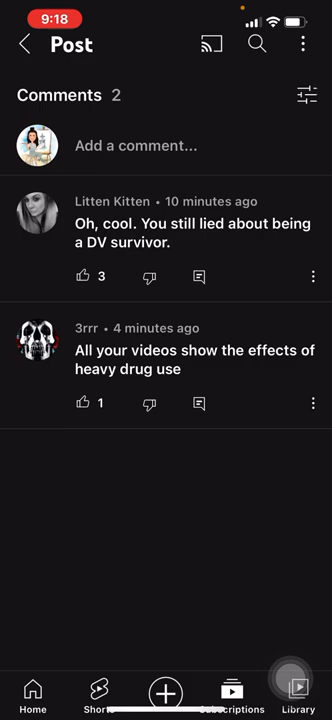 9:18
Post
Comments 2
Add a comment...
Litten Kitten • 10 minutes ago
Oh, cool. You still lied about being
a DV survivor.
3
3rrr • 4 minutes ago
All your videos show the effects of
heavy drug use
1
Home
Shorts
Subscriptions
Library